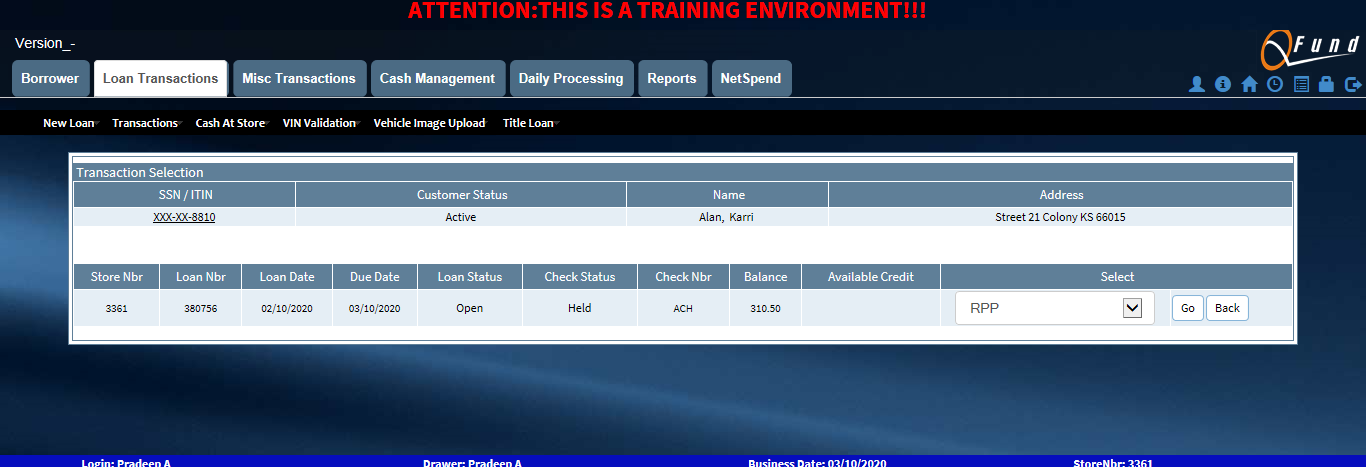 ATTENTION:THIS IS A TRAINING ENVIRONMENT!!!
Version_-
QFund
Borrower Loan Transactions Misc Transactions Cash Management Daily Processing Reports NetSpend
New Loan Transactions Cash At Store VIN Validation Vehicle Image Upload Title Loan
Transaction Selection
SSN / ITIN Customer Status Name Address
XXX-XX-8810 Active Alan, Karri Street 21 Colony KS 66015
Store Nbr Loan Nbr Loan Date Due Date Loan Status Check Status Check Nbr Balance Available Credit Select
3361 380756 02/10/2020 03/10/2020 Open Held ACH 310.50 RPP Go Back
Login: Pradeep A Drawer: Pradeep A Business Date: 03/10/2020 StoreNbr: 3361